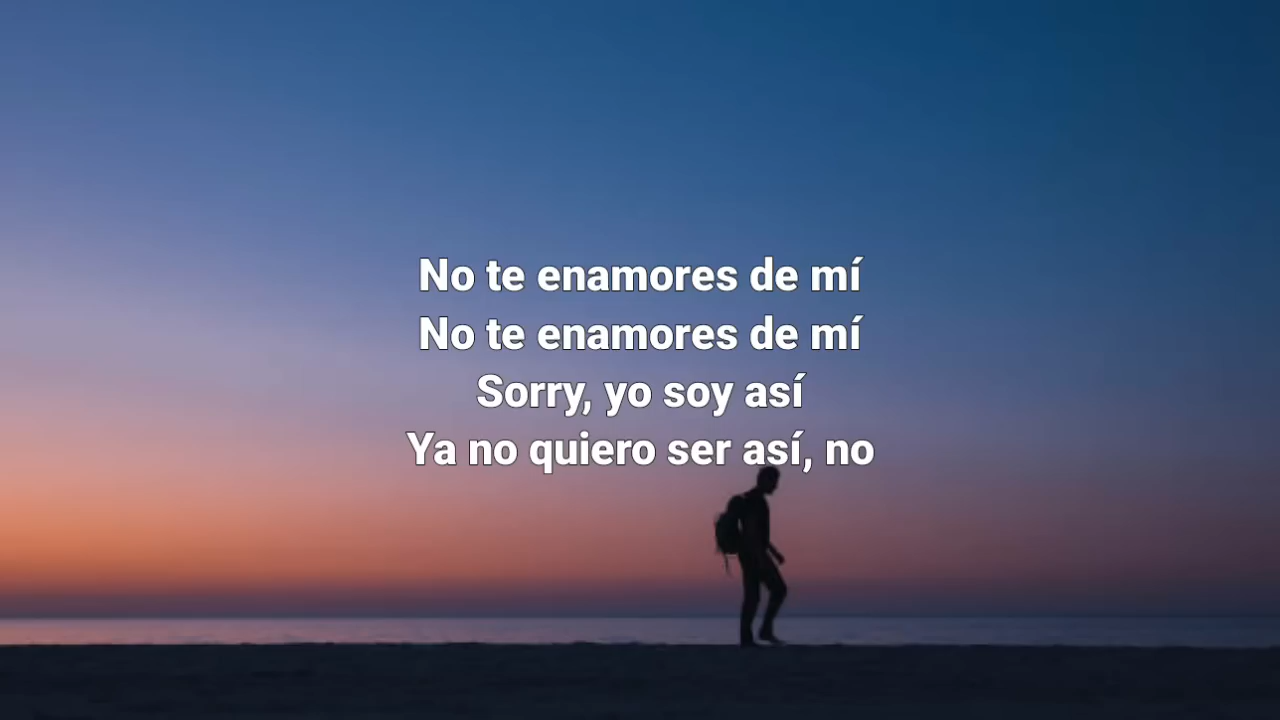 No te enamores de mí
No te enamores de mí
Sorry, yo soy así
Ya no quiero ser así, no